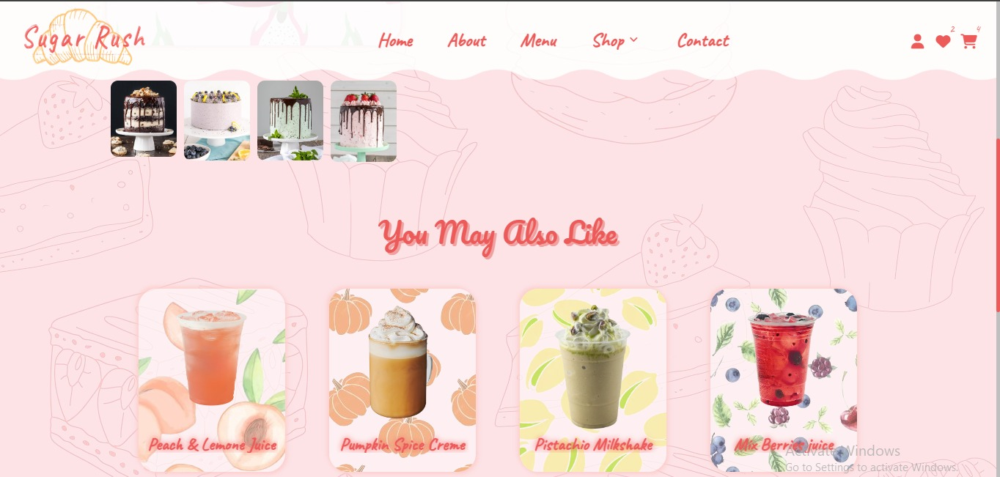 Sugar Rush
Home About Menu Shop Contact
2 4
You May Also Like
Peach & Lemone Juice
Pumpkin Spice Creme
Pistachio Milkshake
Mix Berries juice
Activate Windows
Go to Settings to activate Windows.